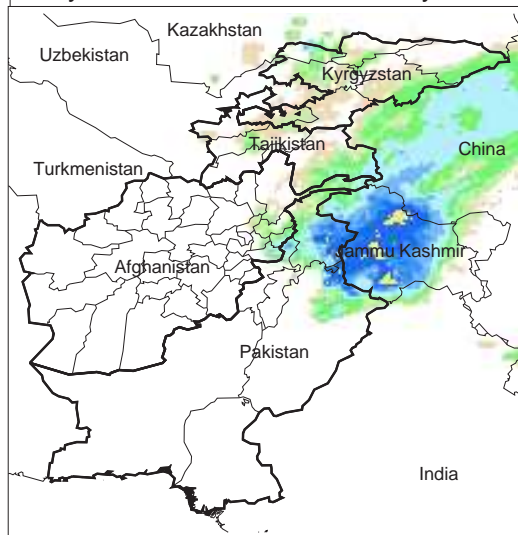 Kazakhstan
Uzbekistan
Kyrgyzstan
Tajikistan
China
Turkmenistan
Jammu Kashmir
Afghanistan
Pakistan
India